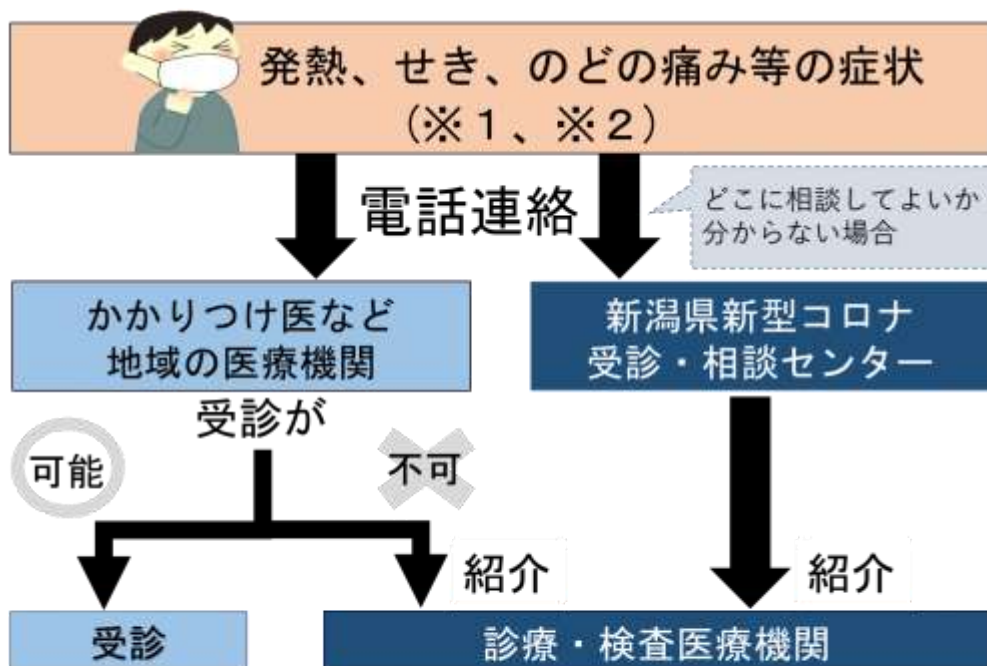 発熱、せき、のどの痛み等の症状
(※1、※2)
電話連絡
どこに相談してよいか
分からない場合
かかりつけ医など
地域の医療機関
新潟県新型コロナ
受診・相談センター
受診が
可能
不可
紹介
紹介
受診
診療・検査医療機関